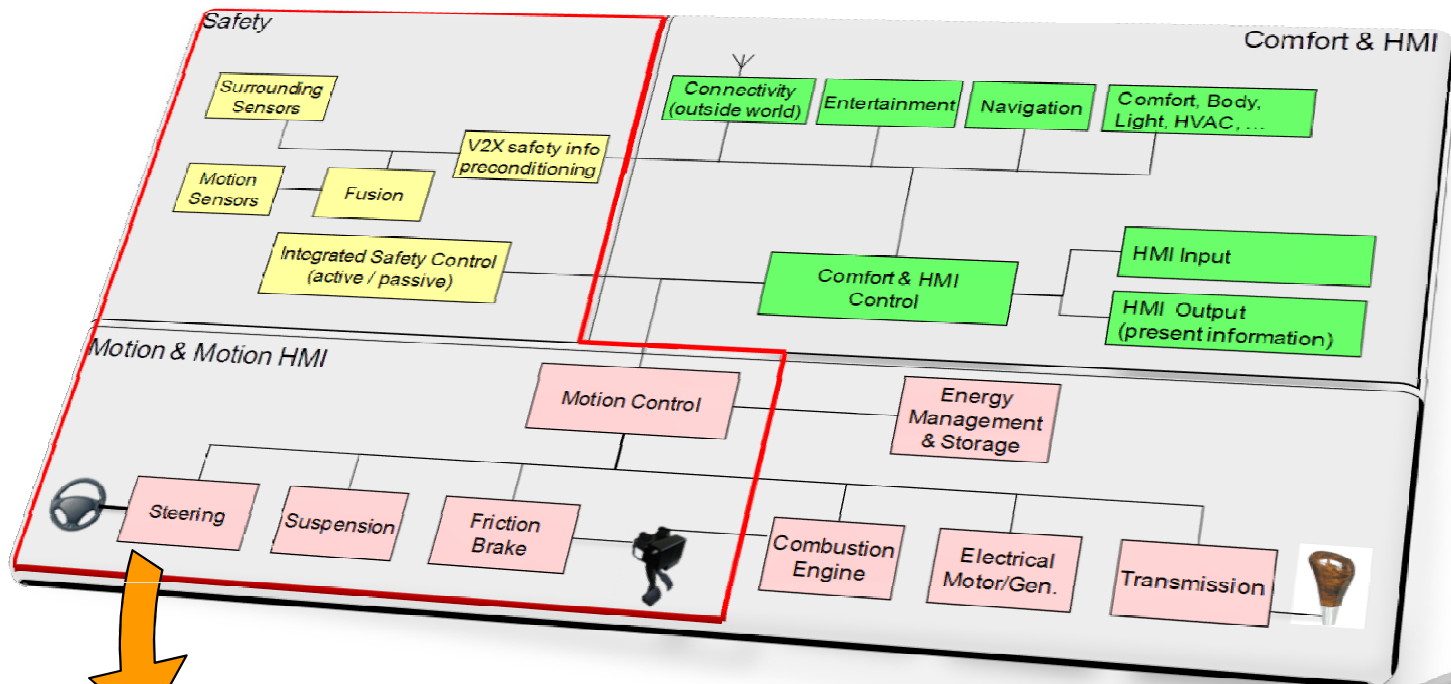 Safety
Surrounding
Sensors
V2X safety info
preconditioning
Motion
Sensors
Fusion
Integrated Safety Control
(active / passive)
Comfort & HMI
Connectivity
(outside world)
Entertainment
Navigation
Comfort, Body,
Light, HVAC, ...
Comfort & HMI
Control
HMI Input
HMI Output
(present information)
Motion & Motion HMI
Motion Control
Energy
Management
& Storage
Steering
Suspension
Friction
Brake
Combustion
Engine
Electrical
Motor/Gen.
Transmission